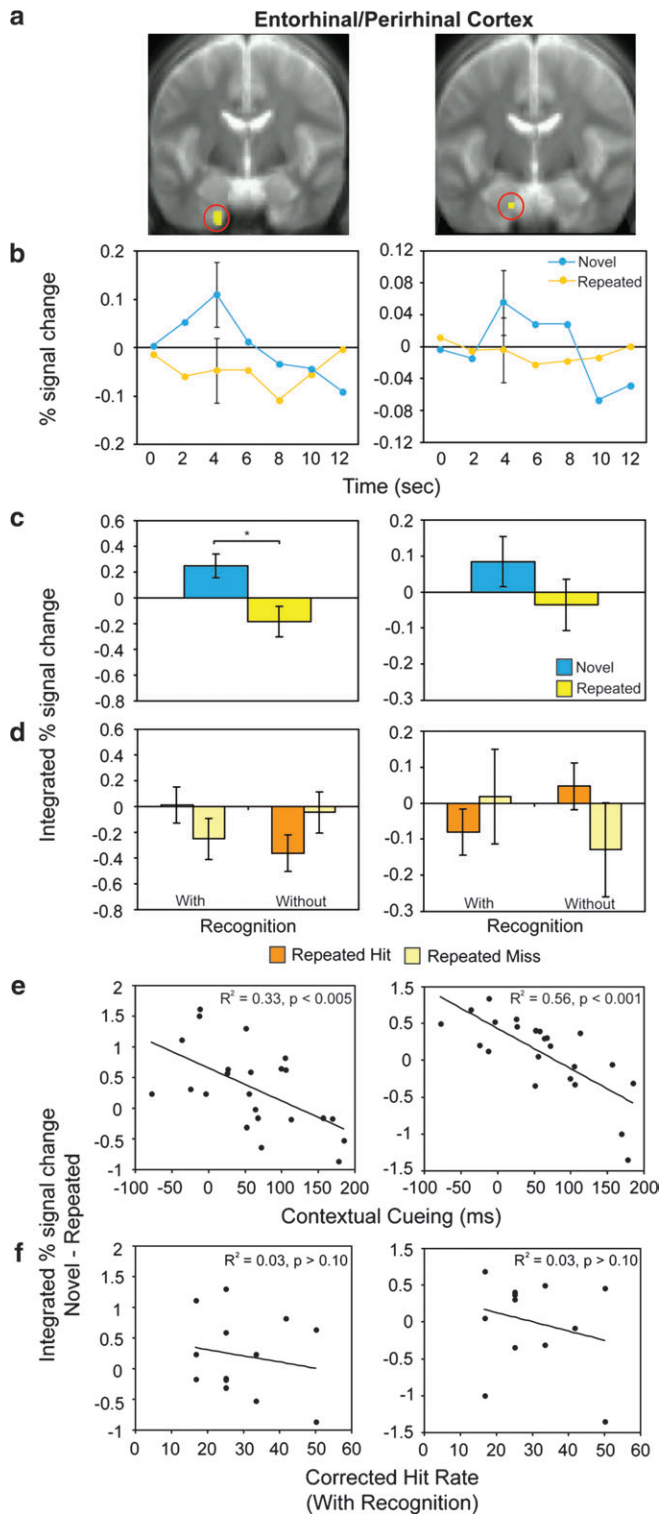 a
Entorhinal/Perirhinal Cortex
b
% signal change
0.2
0.1
0
-0.1
-0.2
0 2 4 6 8 10 12
0.12
0.08
0.04
0
-0.04
-0.08
-0.12
0 2 4 6 8 10 12
Novel
Repeated
Time (sec)
c
Integrated % signal change
0.6
0.4
0.2
0
-0.2
-0.4
-0.6
-0.8
*
0.2
0.1
0
-0.1
-0.2
-0.3
Novel
Repeated
d
0.6
0.4
0.2
0
-0.2
-0.4
-0.6
-0.8
With Without
Recognition
0.2
0.1
0
-0.1
-0.2
-0.3
With Without
Recognition
Repeated Hit Repeated Miss
e
Integrated % signal change
Novel - Repeated
2
1.5
1
0.5
0
-0.5
-1
R² = 0.33, p < 0.005
-100 -50 0 50 100 150 200
1.5
1
0.5
0
-0.5
-1
-1.5
R² = 0.56, p < 0.001
-100 -50 0 50 100 150 200
Contextual Cueing (ms)
f
2
1.5
1
0.5
0
-0.5
-1
R² = 0.03, p > 0.10
0 10 20 30 40 50 60
1.5
1
0.5
0
-0.5
-1
-1.5
R² = 0.03, p > 0.10
0 10 20 30 40 50 60
Corrected Hit Rate
(With Recognition)